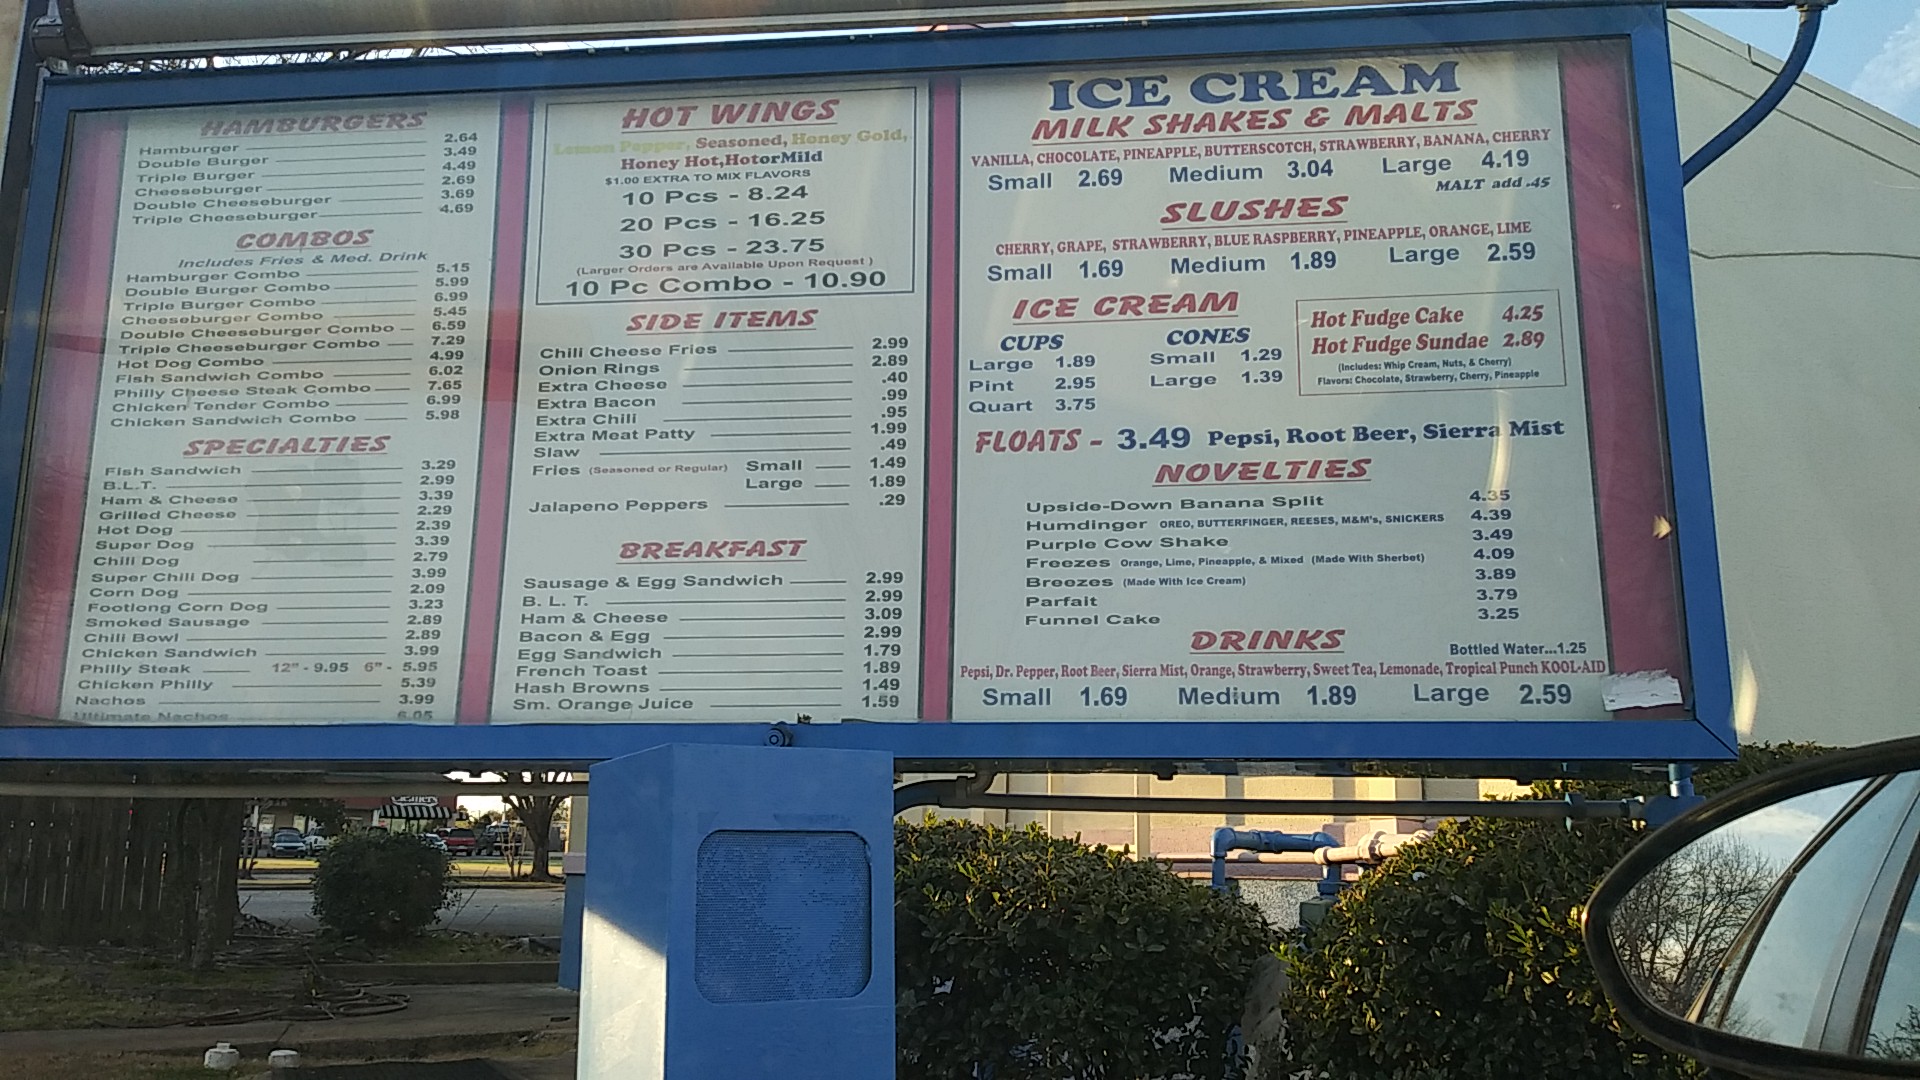 HAMBURGERS
Hamburger 2.64
Double Burger 3.49
Triple Burger 4.49
Cheeseburger 2.69
Double Cheeseburger 3.69
Triple Cheeseburger 4.69
COMBOS
Includes Fries & Med. Drink
Hamburger Combo 5.15
Double Burger Combo 5.99
Triple Burger Combo 6.99
Cheeseburger Combo 5.45
Double Cheeseburger Combo 6.59
Triple Cheeseburger Combo 7.29
Hot Dog Combo 4.99
Fish Sandwich Combo 6.02
Philly Cheese Steak Combo 7.65
Chicken Tender Combo 6.99
Chicken Sandwich Combo 5.98
SPECIALTIES
Fish Sandwich 3.29
B.L.T. 2.99
Ham & Cheese 3.39
Grilled Cheese 2.29
Hot Dog 2.39
Super Dog 3.39
Chili Dog 2.79
Super Chili Dog 3.99
Corn Dog 2.09
Footlong Corn Dog 3.23
Smoked Sausage 2.89
Chili Bowl 2.89
Chicken Sandwich 3.99
Philly Steak 12" - 9.95 6" - 5.95
Chicken Philly 5.39
Nachos 3.99
Ultimate Nachos 6.05
HOT WINGS
Lemon Pepper, Seasoned, Honey Gold,
Honey Hot,HotorMild
$1.00 EXTRA TO MIX FLAVORS
10 Pcs - 8.24
20 Pcs - 16.25
30 Pcs - 23.75
(Larger Orders are Available Upon Request )
10 Pc Combo - 10.90
SIDE ITEMS
Chili Cheese Fries 2.99
Onion Rings 2.89
Extra Cheese .40
Extra Bacon .99
Extra Chili .95
Extra Meat Patty 1.99
Slaw .49
Fries (Seasoned or Regular) Small 1.49
Large 1.89
Jalapeno Peppers .29
BREAKFAST
Sausage & Egg Sandwich 2.99
B. L. T. 2.99
Ham & Cheese 3.09
Bacon & Egg 2.99
Egg Sandwich 1.79
French Toast 1.89
Hash Browns 1.49
Sm. Orange Juice 1.59
ICE CREAM
MILK SHAKES & MALTS
VANILLA, CHOCOLATE, PINEAPPLE, BUTTERSCOTCH, STRAWBERRY, BANANA, CHERRY
Small 2.69 Medium 3.04 Large 4.19
MALT add .45
SLUSHES
CHERRY, GRAPE, STRAWBERRY, BLUE RASPBERRY, PINEAPPLE, ORANGE, LIME
Small 1.69 Medium 1.89 Large 2.59
ICE CREAM
CUPS
Large 1.89
Pint 2.95
Quart 3.75
CONES
Small 1.29
Large 1.39
Hot Fudge Cake 4.25
Hot Fudge Sundae 2.89
(Includes: Whip Cream, Nuts, & Cherry)
Flavors: Chocolate, Strawberry, Cherry, Pineapple
FLOATS - 3.49 Pepsi, Root Beer, Sierra Mist
NOVELTIES
Upside-Down Banana Split 4.35
Humdinger OREO, BUTTERFINGER, REESES, M&M's, SNICKERS 4.39
Purple Cow Shake 3.49
Freezes Orange, Lime, Pineapple, & Mixed (Made With Sherbet) 4.09
Breezes (Made With Ice Cream) 3.89
Parfait 3.79
Funnel Cake 3.25
DRINKS
Bottled Water...1.25
Pepsi, Dr. Pepper, Root Beer, Sierra Mist, Orange, Strawberry, Sweet Tea, Lemonade, Tropical Punch KOOL-AID
Small 1.69 Medium 1.89 Large 2.59
Cleaners